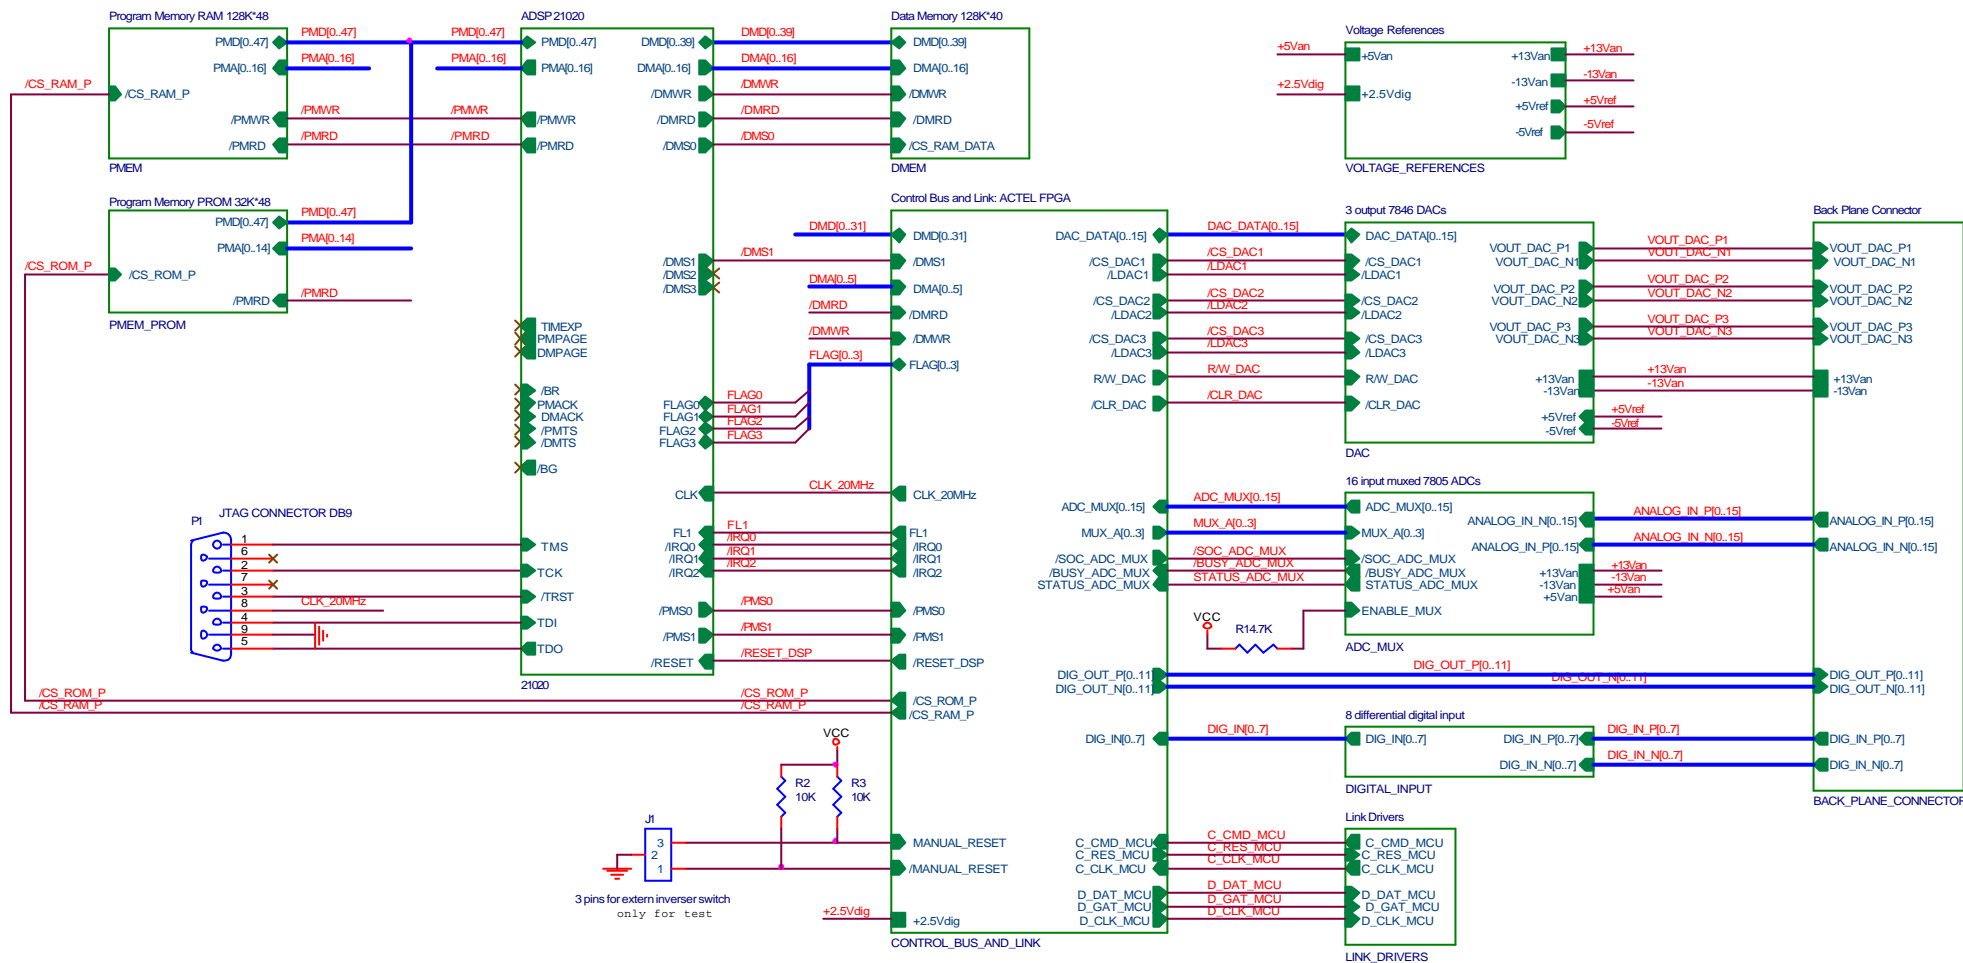 Program Memory RAM 128K*48
PMD[0..47]
PMA[0..16]
/CS_RAM_P
/PMWR
/PMRD
PMEM
PMD[0..47]
PMA[0..16]
/PMWR
/PMRD
/CS_RAM_P
PMD[0..47]
PMA[0..16]
/PMWR
/PMRD
Program Memory PROM 32K*48
PMD[0..47]
PMA[0..14]
/CS_ROM_P
/PMRD
PMEM_PROM
PMD[0..47]
PMA[0..14]
/PMRD
/CS_ROM_P
ADSP 21020
PMD[0..47]
PMA[0..16]
/PMWR
/PMRD
TIMEXP
PMPAGE
DMPAGE
/BR
PMACK
DMACK
/PMTS
/DMTS
/BG
TMS
TCK
/TRST
TDI
TDO
DMD[0..39]
DMA[0..16]
/DMWR
/DMRD
/DMS0
/DMS1
/DMS2
/DMS3
FLAG0
FLAG1
FLAG2
FLAG3
CLK
FL1
/IRQ0
/IRQ1
/IRQ2
/PMS0
/PMS1
/RESET
21020
DMD[0..39]
DMA[0..16]
/DMWR
/DMRD
/DMS0
/DMS1
FLAG0
FLAG1
FLAG2
FLAG3
CLK_20MHz
FL1
/IRQ0
/IRQ1
/IRQ2
/PMS0
/PMS1
/RESET_DSP
/CS_ROM_P
/CS_RAM_P
/CS_ROM_P
/CS_RAM_P
JTAG CONNECTOR DB9
P1
1
6
2
7
3
8
4
9
5
CLK_20MHz
Data Memory 128K*40
DMD[0..39]
DMA[0..16]
/DMWR
/DMRD
/CS_RAM_DATA
DMEM
Control Bus and Link: ACTEL FPGA
DMD[0..31]
DMA[0..5]
/DMRD
/DMWR
FLAG[0..3]
DMD[0..31]
/DMS1
DMA[0..5]
/DMRD
/DMWR
FLAG[0..3]
CLK_20MHz
FL1
/IRQ0
/IRQ1
/IRQ2
/PMS0
/PMS1
/RESET_DSP
/CS_ROM_P
/CS_RAM_P
MANUAL_RESET
/MANUAL_RESET
+2.5Vdig
+2.5Vdig
CONTROL_BUS_AND_LINK
VCC
R2
10K
R3
10K
J1
3
2
1
3 pins for extern inverser switch
only for test
DAC_DATA[0..15]
/CS_DAC1
/LDAC1
/CS_DAC2
/LDAC2
/CS_DAC3
/LDAC3
R/W_DAC
/CLR_DAC
ADC_MUX[0..15]
MUX_A[0..3]
/SOC_ADC_MUX
/BUSY_ADC_MUX
STATUS_ADC_MUX
DIG_OUT_P[0..11]
DIG_OUT_N[0..11]
DIG_IN[0..7]
C_CMD_MCU
C_RES_MCU
C_CLK_MCU
D_DAT_MCU
D_GAT_MCU
D_CLK_MCU
DAC_DATA[0..15]
/CS_DAC1
/LDAC1
/CS_DAC2
/LDAC2
/CS_DAC3
/LDAC3
R/W_DAC
/CLR_DAC
ADC_MUX[0..15]
MUX_A[0..3]
/SOC_ADC_MUX
/BUSY_ADC_MUX
STATUS_ADC_MUX
VCC
R14.7K
DIG_OUT_P[0..11]
DIG_OUT_N[0..11]
DIG_IN[0..7]
C_CMD_MCU
C_RES_MCU
C_CLK_MCU
D_DAT_MCU
D_GAT_MCU
D_CLK_MCU
Voltage References
+5Van
+2.5Vdig
+5Van
+2.5Vdig
+13Van
-13Van
+5Vref
-5Vref
+13Van
-13Van
+5Vref
-5Vref
VOLTAGE_REFERENCES
3 output 7846 DACs
DAC_DATA[0..15]
/CS_DAC1
/LDAC1
/CS_DAC2
/LDAC2
/CS_DAC3
/LDAC3
R/W_DAC
/CLR_DAC
VOUT_DAC_P1
VOUT_DAC_N1
VOUT_DAC_P2
VOUT_DAC_N2
VOUT_DAC_P3
VOUT_DAC_N3
+13Van
-13Van
+5Vref
-5Vref
DAC
VOUT_DAC_P1
VOUT_DAC_N1
VOUT_DAC_P2
VOUT_DAC_N2
VOUT_DAC_P3
VOUT_DAC_N3
+13Van
-13Van
+5Vref
-5Vref
16 input muxed 7805 ADCs
ADC_MUX[0..15]
MUX_A[0..3]
/SOC_ADC_MUX
/BUSY_ADC_MUX
STATUS_ADC_MUX
ENABLE_MUX
ANALOG_IN_N[0..15]
ANALOG_IN_P[0..15]
+13Van
-13Van
+5Van
ADC_MUX
ANALOG_IN_P[0..15]
ANALOG_IN_N[0..15]
+13Van
-13Van
+5Van
8 differential digital input
DIG_IN[0..7]
DIG_IN_P[0..7]
DIG_IN_N[0..7]
DIGITAL_INPUT
DIG_IN_P[0..7]
DIG_IN_N[0..7]
Link Drivers
C_CMD_MCU
C_RES_MCU
C_CLK_MCU
D_DAT_MCU
D_GAT_MCU
D_CLK_MCU
LINK_DRIVERS
Back Plane Connector
VOUT_DAC_P1
VOUT_DAC_N1
VOUT_DAC_P2
VOUT_DAC_N2
VOUT_DAC_P3
VOUT_DAC_N3
+13Van
-13Van
ANALOG_IN_P[0..15]
ANALOG_IN_N[0..15]
DIG_OUT_P[0..11]
DIG_OUT_N[0..11]
DIG_IN_P[0..7]
DIG_IN_N[0..7]
BACK_PLANE_CONNECTOR